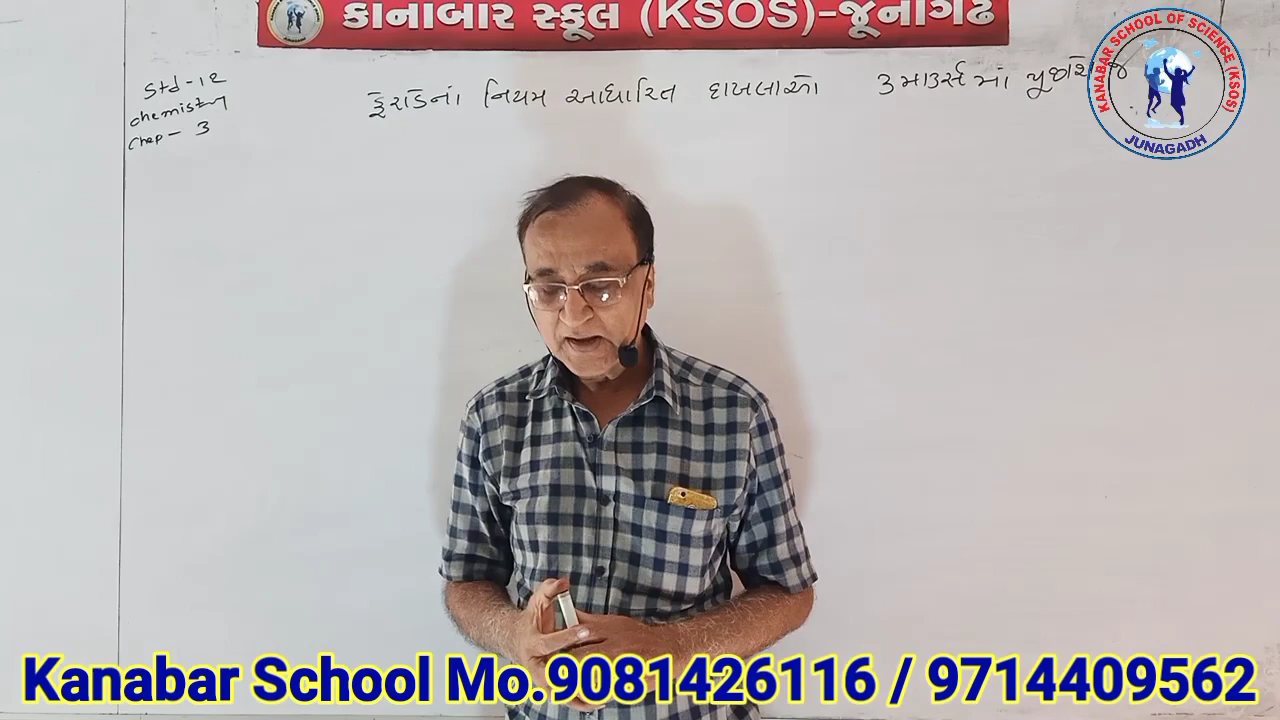 કાનાબાર સ્કૂલ (KSOS)-જૂનાગઢ
Std-12
chemistry
Chap-3
ફેરાડેનાં નિયમ આધારિત દાખલાઓ 3 માર્કસ માં પૂછાશે જ
KANABAR SCHOOL OF SCIENCE (KSOS)
JUNAGADH
Kanabar School Mo.9081426116 / 9714409562